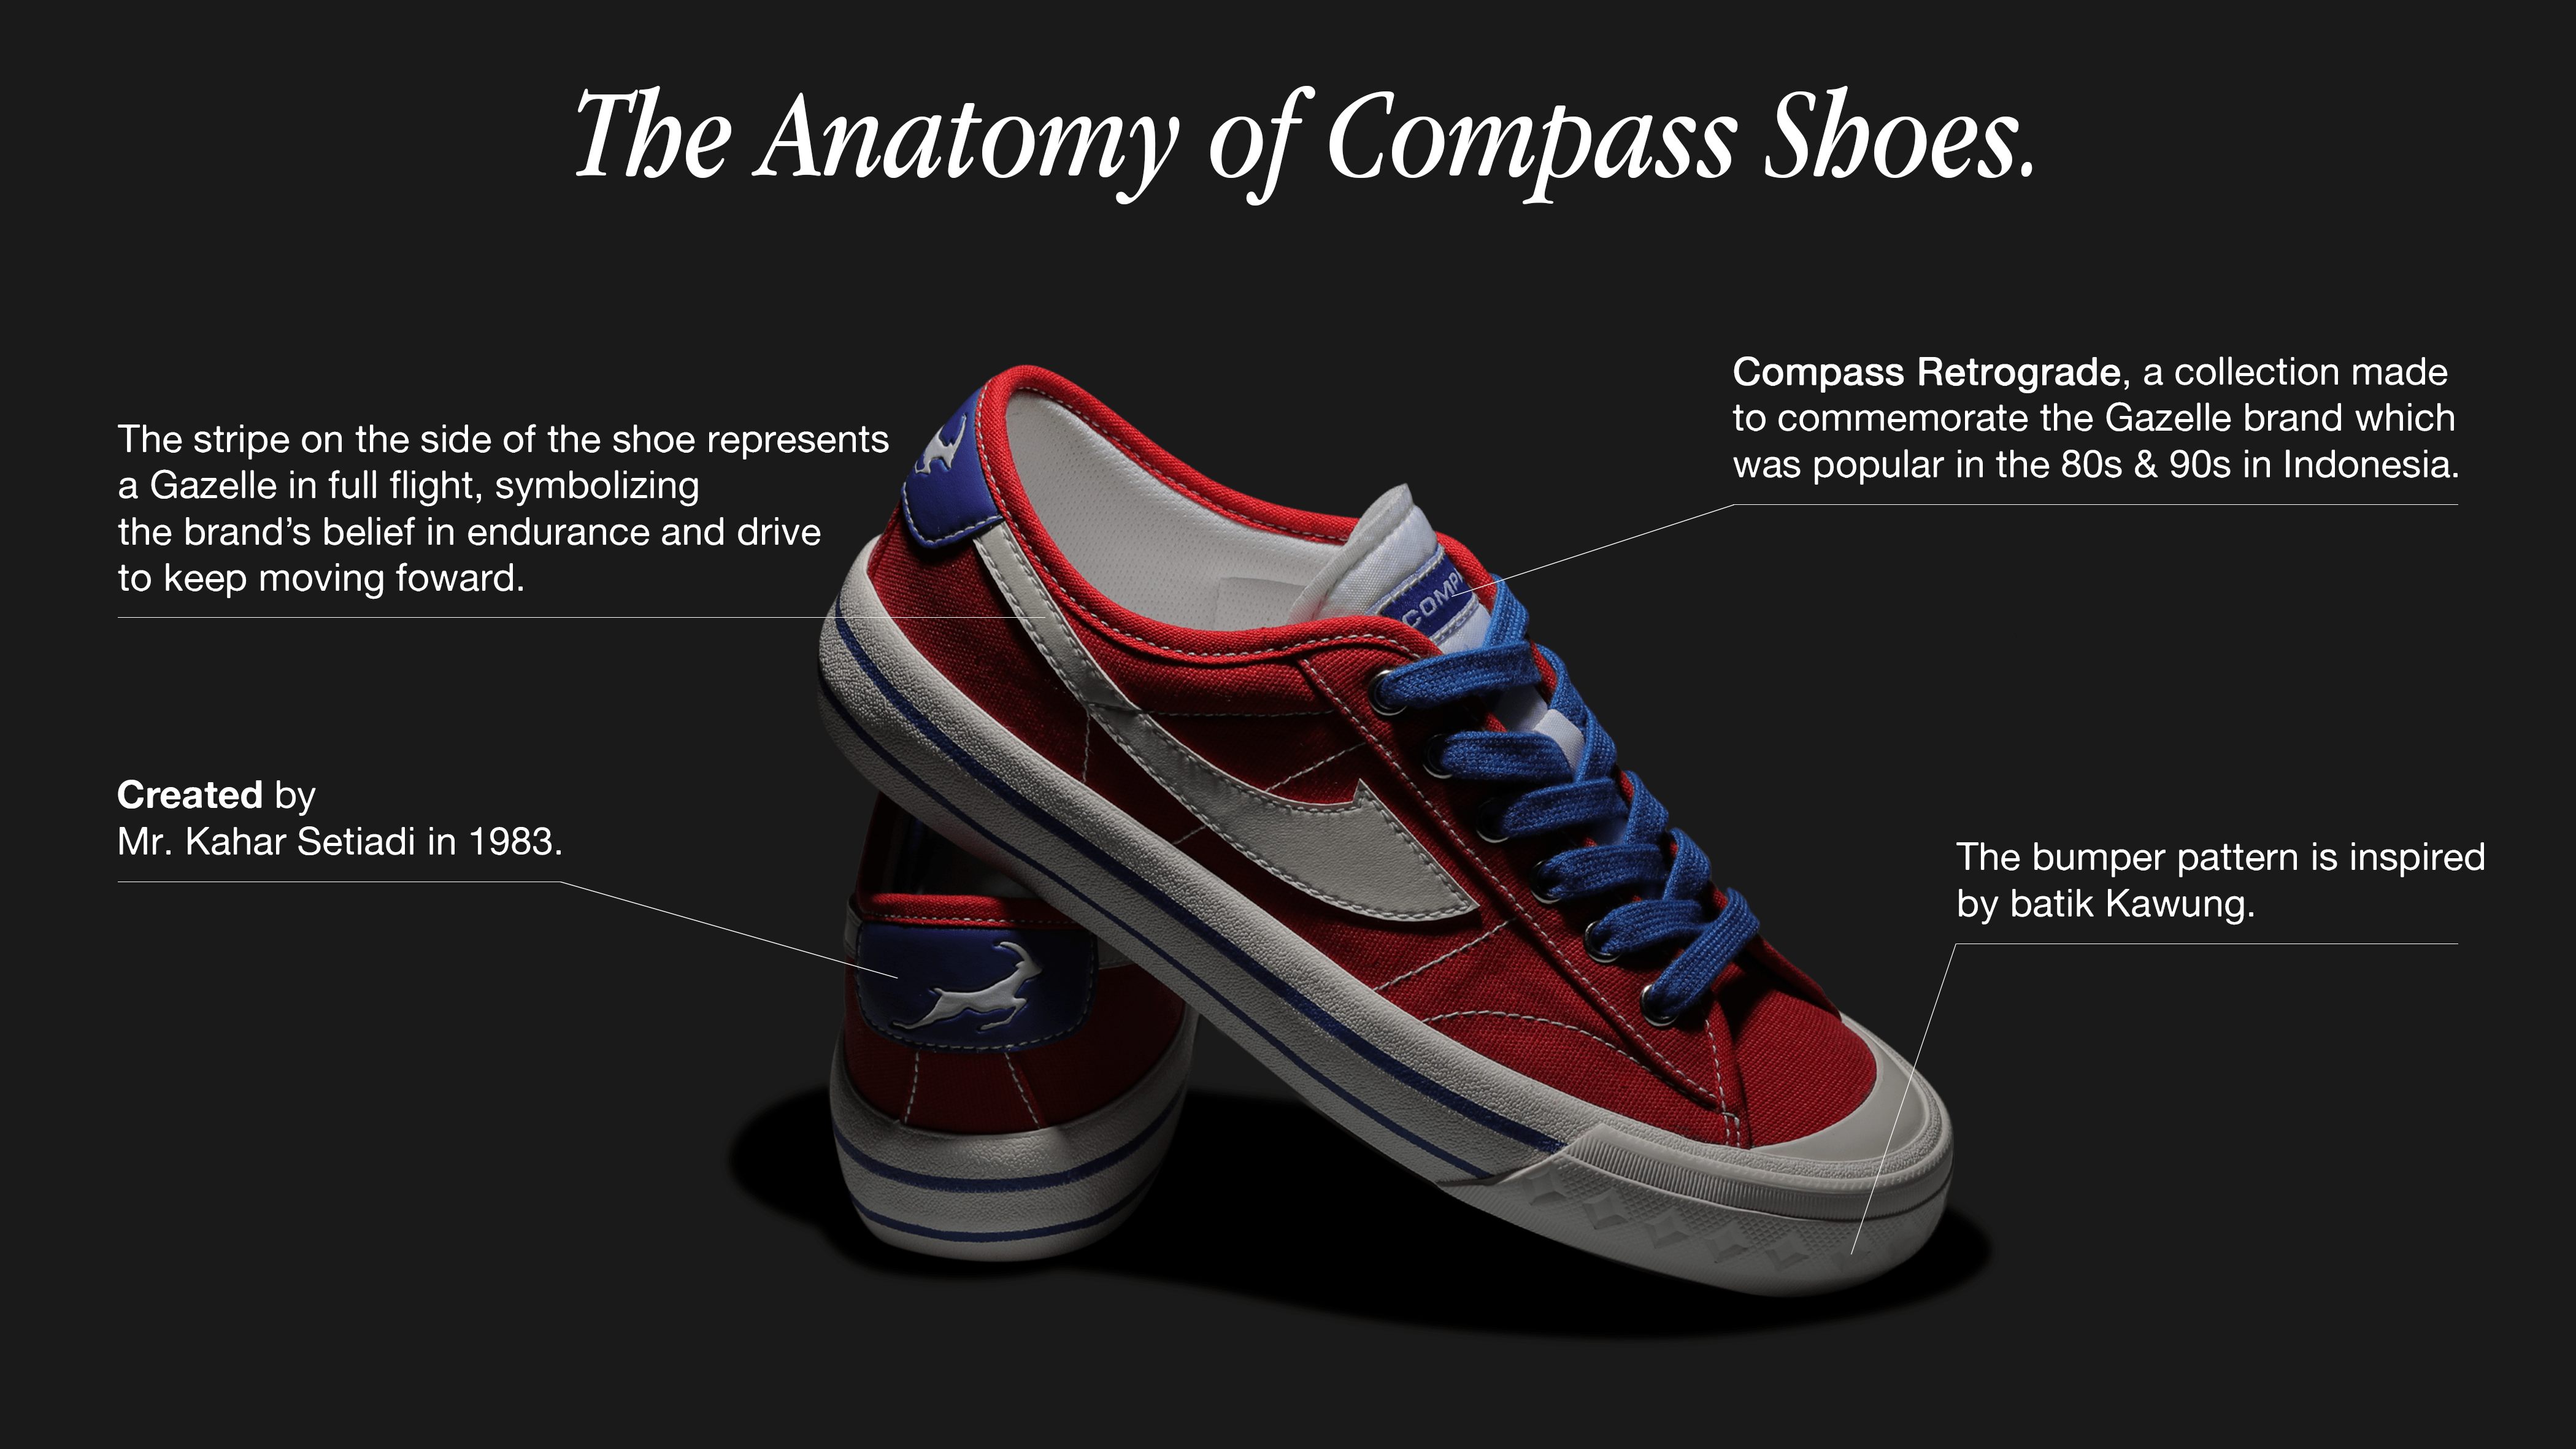 The Anatomy of Compass Shoes.
The stripe on the side of the shoe represents
a Gazelle in full flight, symbolizing
the brand’s belief in endurance and drive
to keep moving foward.
Compass Retrograde, a collection made
to commemorate the Gazelle brand which
was popular in the 80s & 90s in Indonesia.
COMP
Created by
Mr. Kahar Setiadi in 1983.
The bumper pattern is inspired
by batik Kawung.